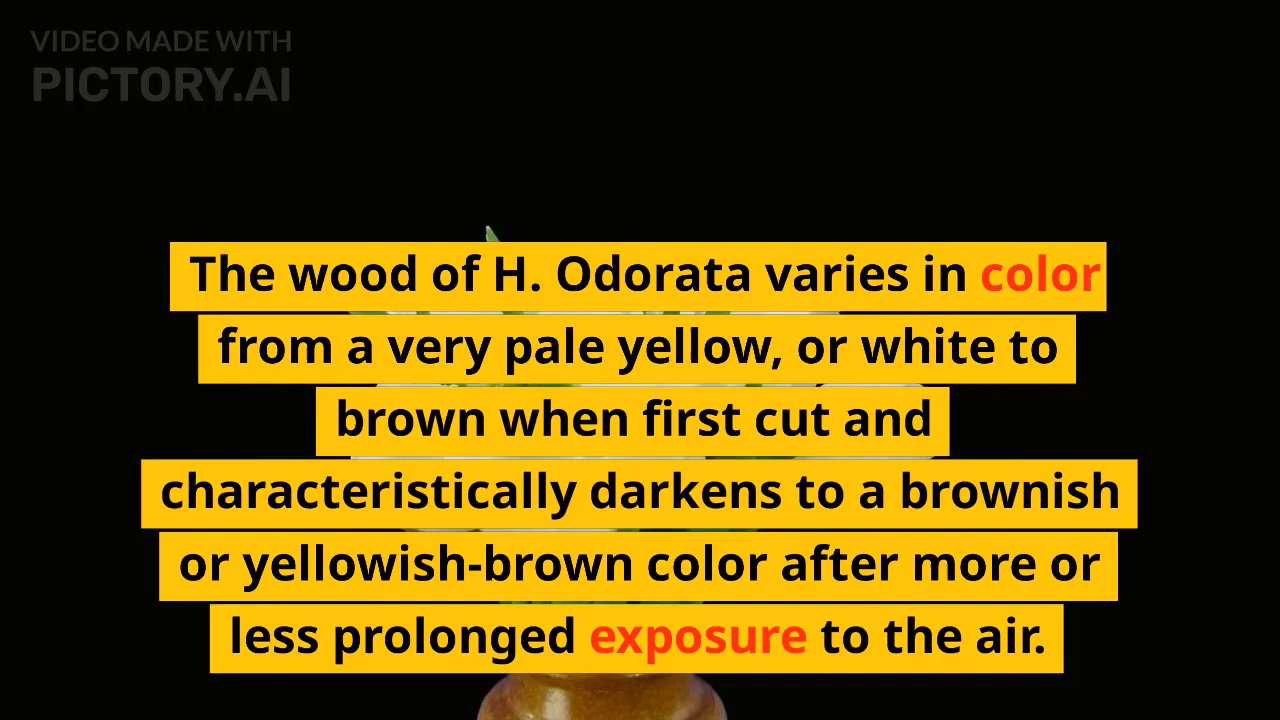 VIDEO MADE WITH
PICTORY.AI
The wood of H. Odorata varies in color
from a very pale yellow, or white to
brown when first cut and
characteristically darkens to a brownish
or yellowish-brown color after more or
less prolonged exposure to the air.